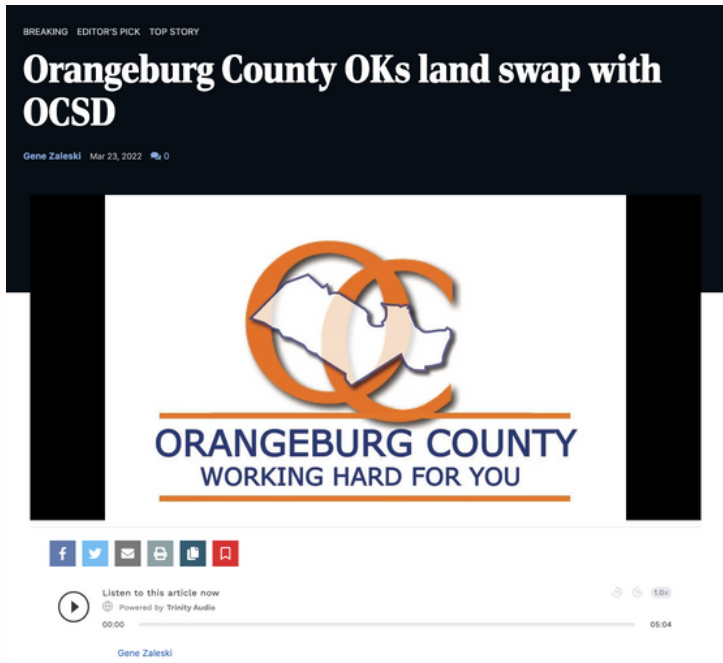 BREAKING EDITOR'S PICK TOP STORY
Orangeburg County OKs land swap with
OCSD
Gene Zaleski Mar 23, 2022 0
OC
ORANGEBURG COUNTY
WORKING HARD FOR YOU
Listen to this article now
Powered by Trinity Audio
1.0x
00:00 05:04
Gene Zaleski